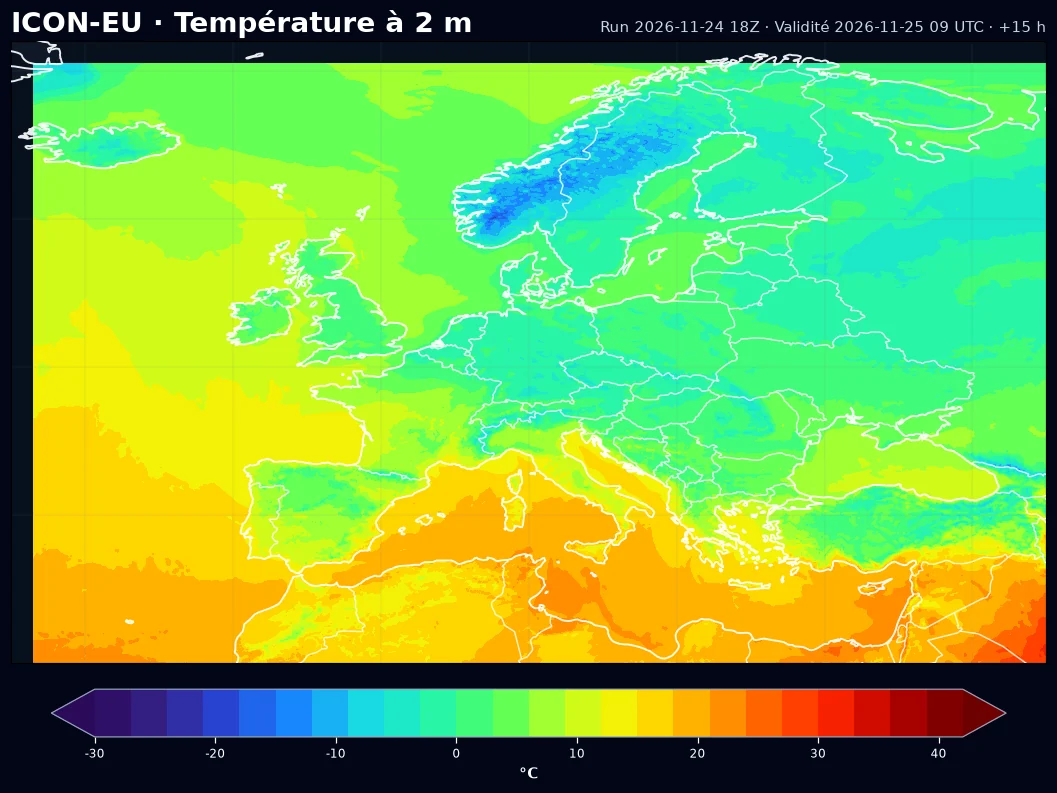 ICON-EU · Température à 2 m
Run 2026-11-24 18Z · Validité 2026-11-25 09 UTC · +15 h
-30 -20 -10 0 10 20 30 40
°C